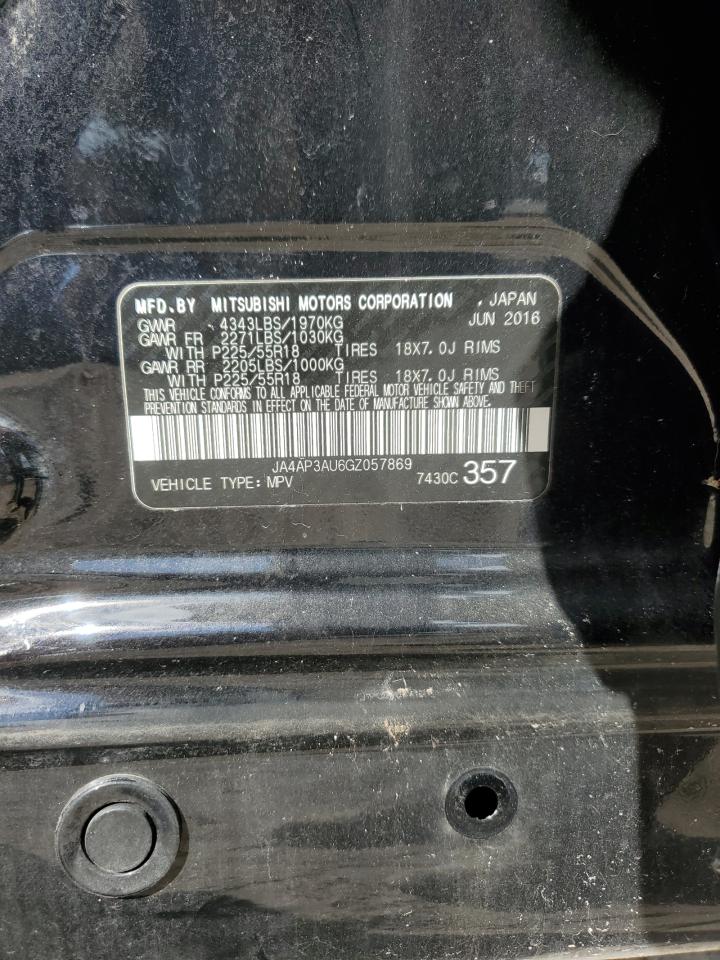 MFD.BY MITSUBISHI MOTORS CORPORATION , JAPAN
GVWR 4343LBS/1970KG JUN 2016
GAWR FR 2271LBS/1030KG
WITH P225/55R18 TIRES 18X7.0J RIMS
GAWR RR 2205LBS/1000KG
WITH P225/55R18 TIRES 18X7.0J RIMS
THIS VEHICLE CONFORMS TO ALL APPLICABLE FEDERAL MOTOR VEHICLE SAFETY AND THEFT
PREVENTION STANDARDS IN EFFECT ON THE DATE OF MANUFACTURE SHOWN ABOVE.
JA4AP3AU6GZ057869
VEHICLE TYPE: MPV 7430C 357